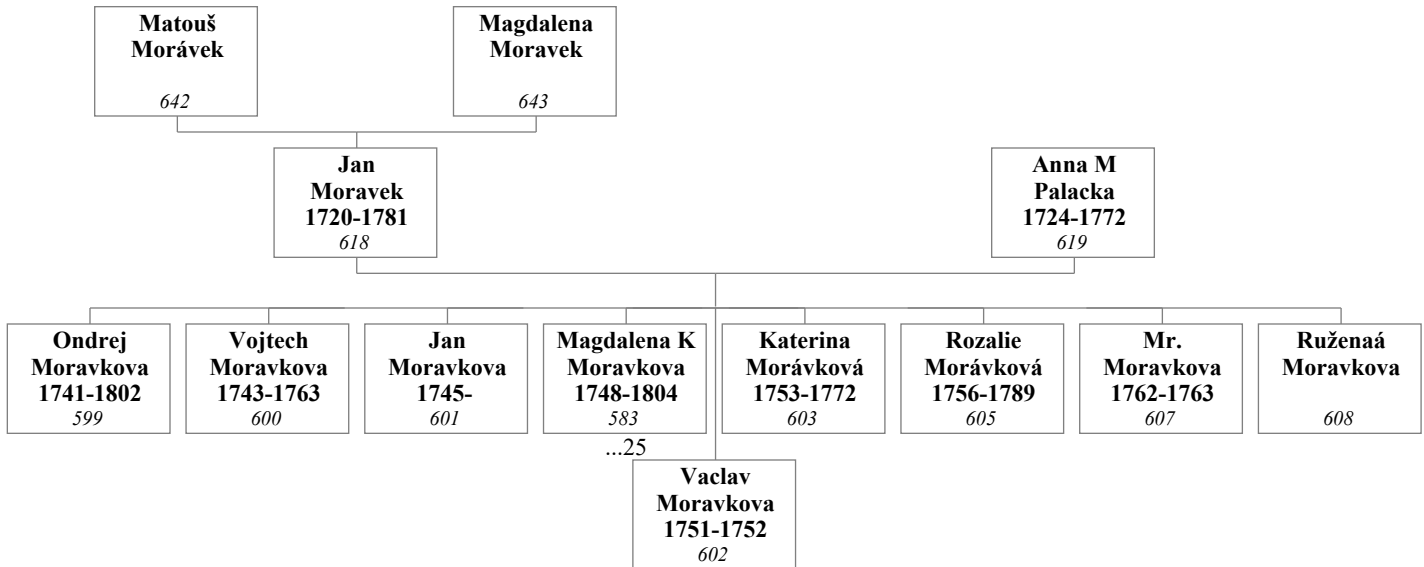 Matouš
Morávek
642
Magdalena
Moravek
643
Jan
Moravek
1720-1781
618
Anna M
Palacka
1724-1772
619
Ondrej
Moravkova
1741-1802
599
Vojtech
Moravkova
1743-1763
600
Jan
Moravkova
1745-
601
Magdalena K
Moravkova
1748-1804
583
...25
Katerina
Morávková
1753-1772
603
Rozalie
Morávková
1756-1789
605
Mr.
Moravkova
1762-1763
607
Ruženaá
Moravkova
608
Vaclav
Moravkova
1751-1752
602